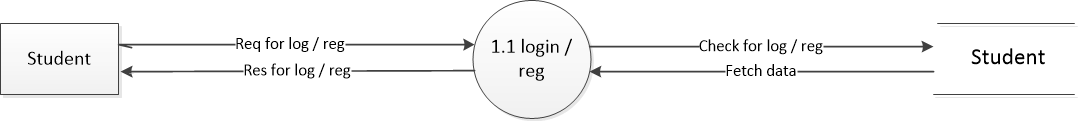 Student
Req for log / reg
Res for log / reg
1.1 login /
reg
Check for log / reg
Fetch data
Student